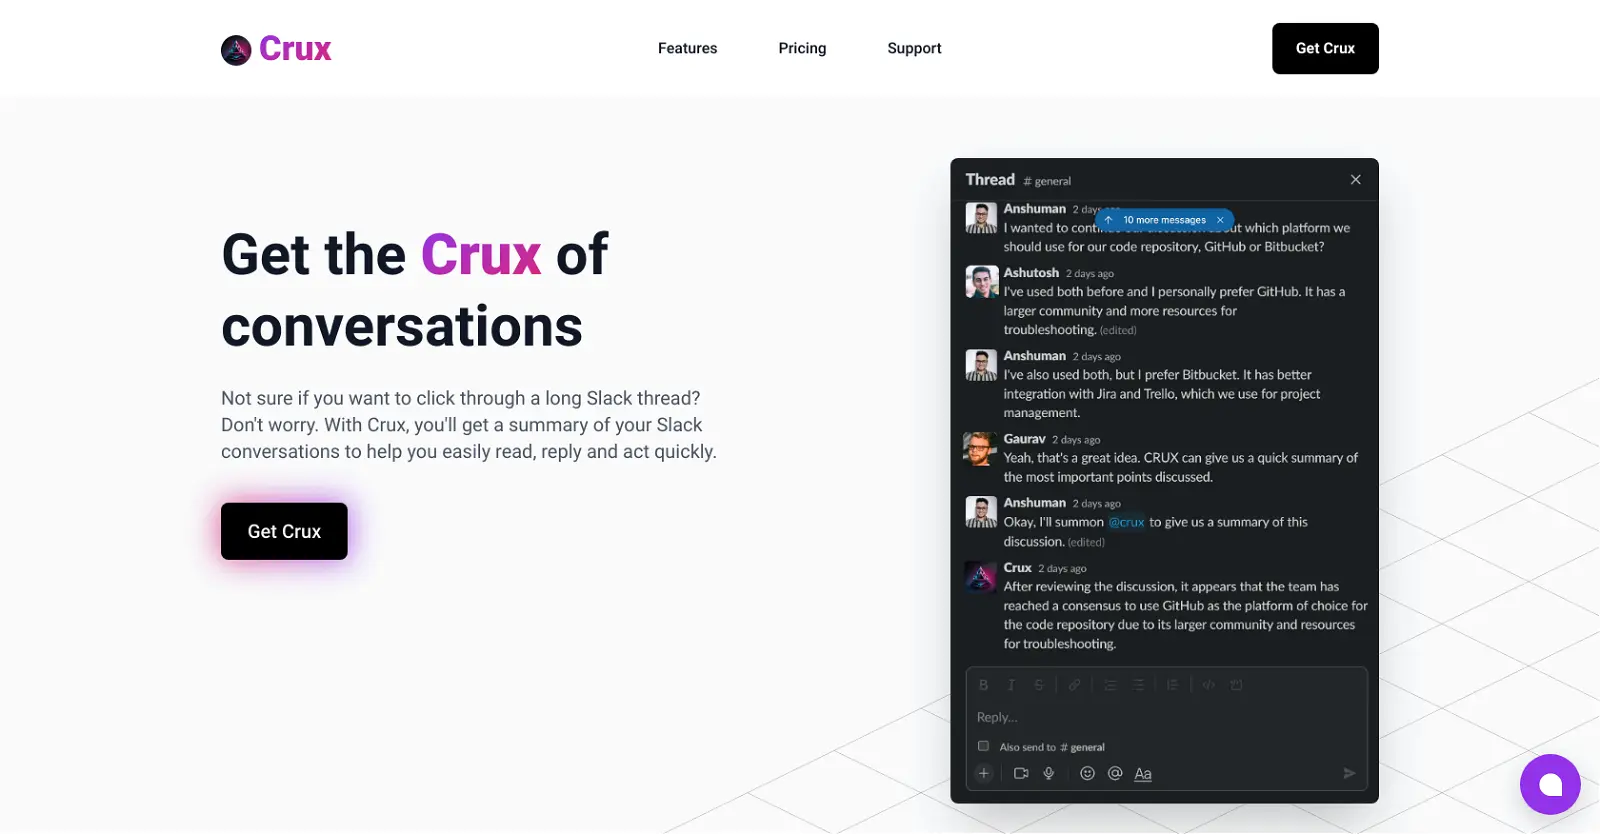 Crux
Features
Pricing
Support
Get Crux
Get the Crux of
conversations
Not sure if you want to click through a long Slack thread?
Don't worry. With Crux, you'll get a summary of your Slack
conversations to help you easily read, reply and act quickly.
Get Crux
Thread # general
Anshuman 2 days
10 more messages
I wanted to which platform we
should use for our code repository, GitHub or Bitbucket?
Ashutosh 2 days ago
I've used both before and I personally prefer GitHub. It has a
larger community and more resources for
troubleshooting. (edited)
Anshuman 2 days ago
I've also used both, but I prefer Bitbucket. It has better
integration with Jira and Trello, which we use for project
management.
Gaurav 2 days ago
Yeah, that's a great idea. CRUX can give us a quick summary of
the most important points discussed.
Anshuman 2 days ago
Okay, I'll summon @crux to give us a summary of this
discussion. (edited)
Crux 2 days ago
After reviewing the discussion, it appears that the team has
reached a consensus to use GitHub as the platform of choice for
the code repository due to its larger community and resources
for troubleshooting.
B I S
Reply...
Also send to # general
Aa